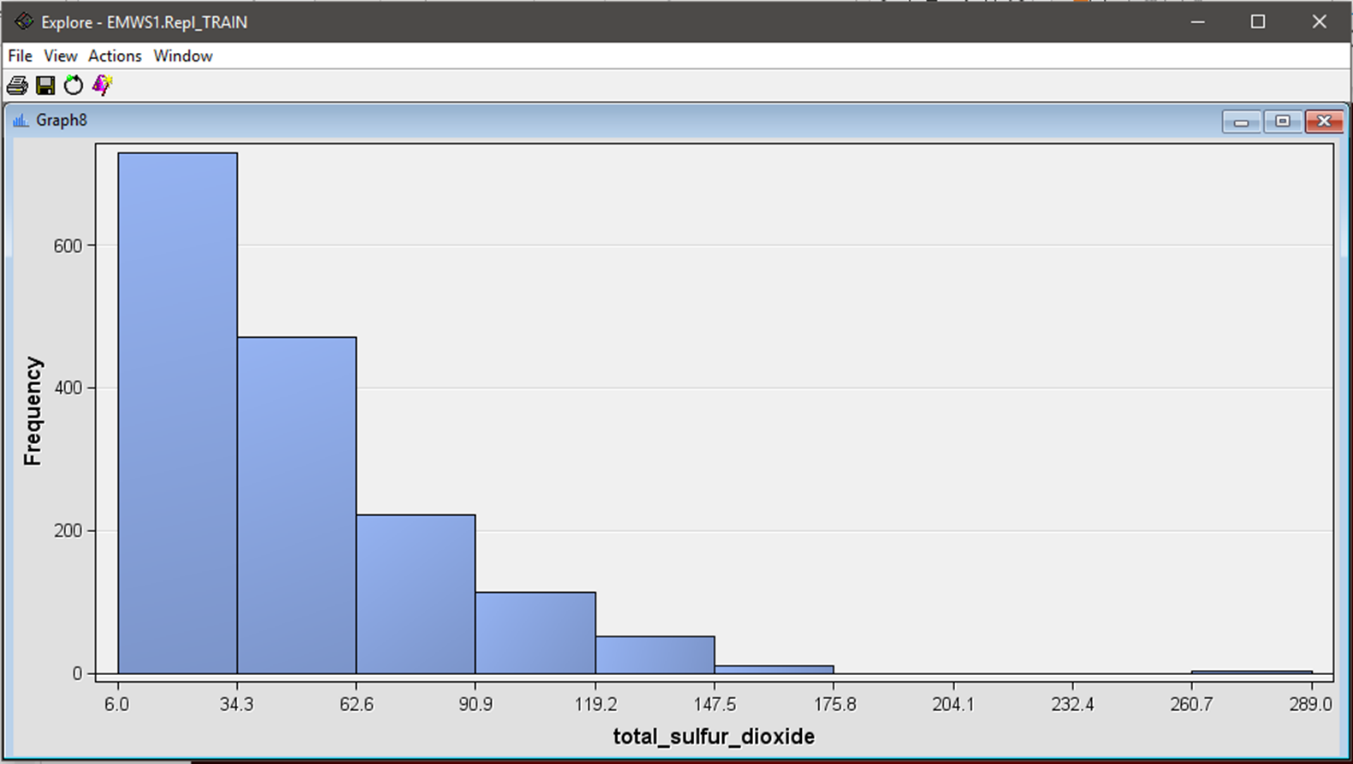 Explore - EMWS1.Repl_TRAIN
File View Actions Window
Graph8
Frequency
600
400
200
0
6.0 34.3 62.6 90.9 119.2 147.5 175.8 204.1 232.4 260.7 289.0
total_sulfur_dioxide